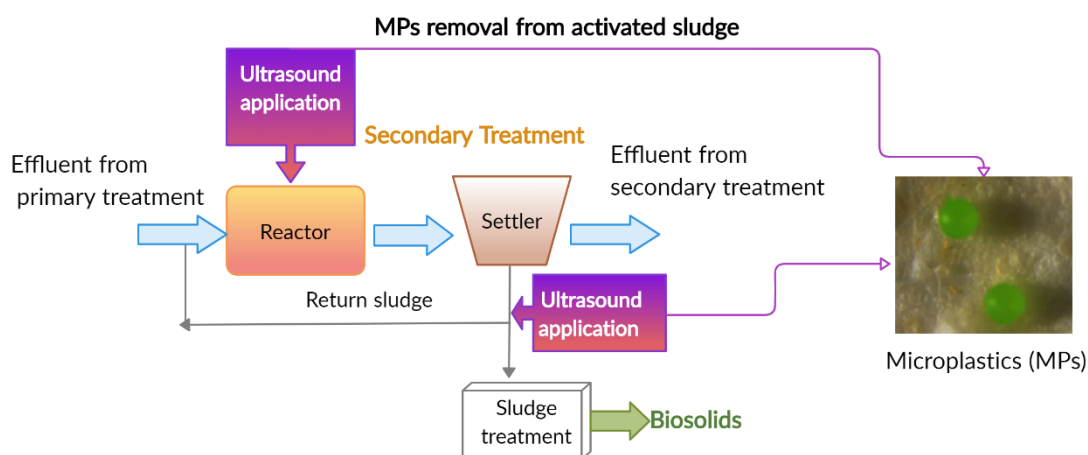 MPs removal from activated sludge
Ultrasound
application
Secondary Treatment
Effluent from
primary treatment
Effluent from
secondary treatment
Reactor
Settler
Return sludge
Ultrasound
application
Microplastics (MPs)
Sludge
treatment
Biosolids